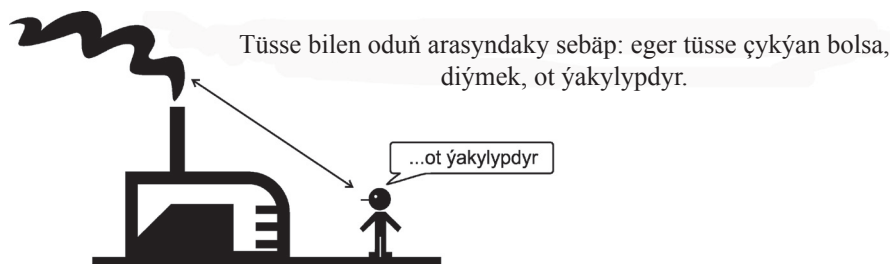 Tüsse bilen oduň arasyndaky sebäp: eger tüsse çykýan bolsa,
diýmek, ot ýakylypdyr.
...ot ýakylypdyr